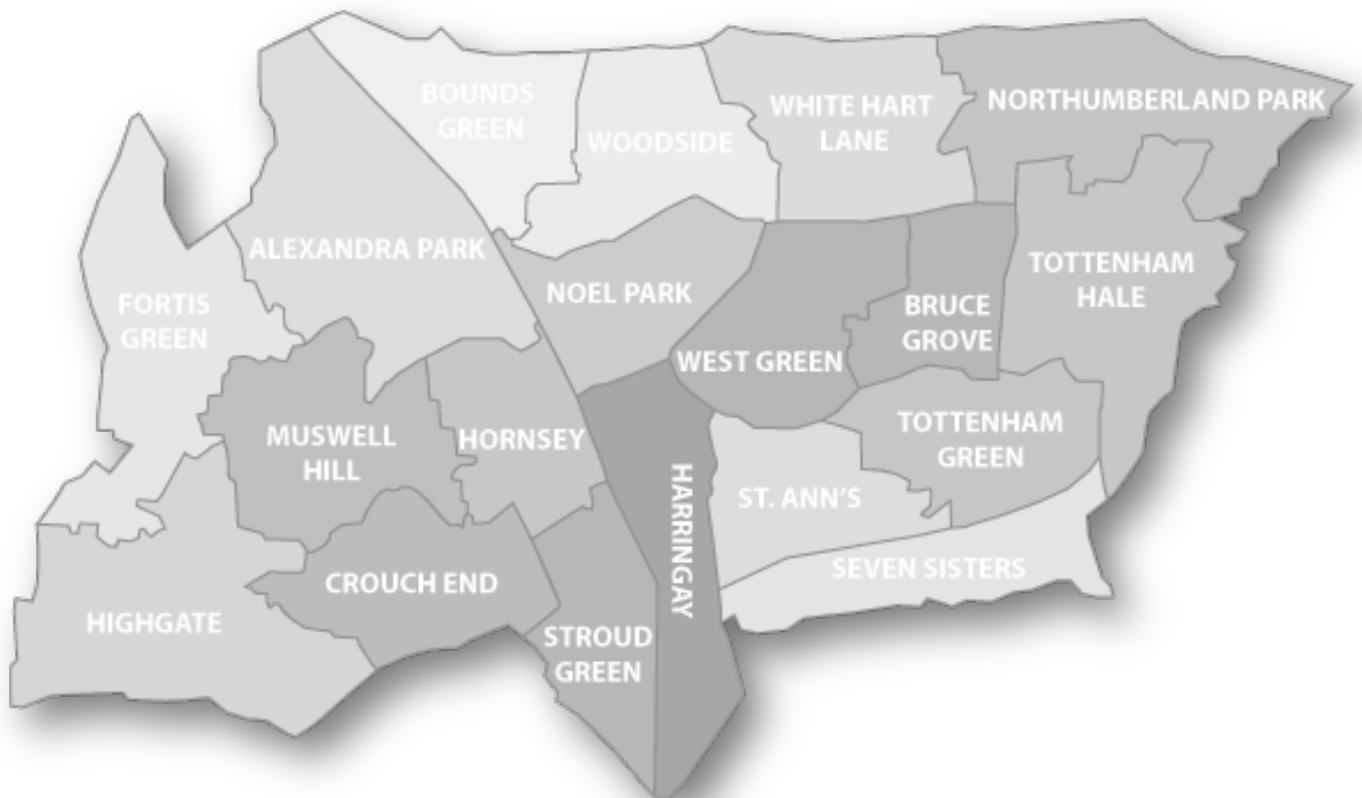 BOUNDS
GREEN
WOODSIDE
WHITE HART
LANE
NORTHUMBERLAND PARK
ALEXANDRA PARK
FORTIS
GREEN
NOEL PARK
TOTTENHAM
HALE
BRUCE
GROVE
WEST GREEN
MUSWELL
HILL
HORNSEY
TOTTENHAM
GREEN
HARRINGAY
ST. ANN'S
SEVEN SISTERS
CROUCH END
HIGHGATE
STROUD
GREEN